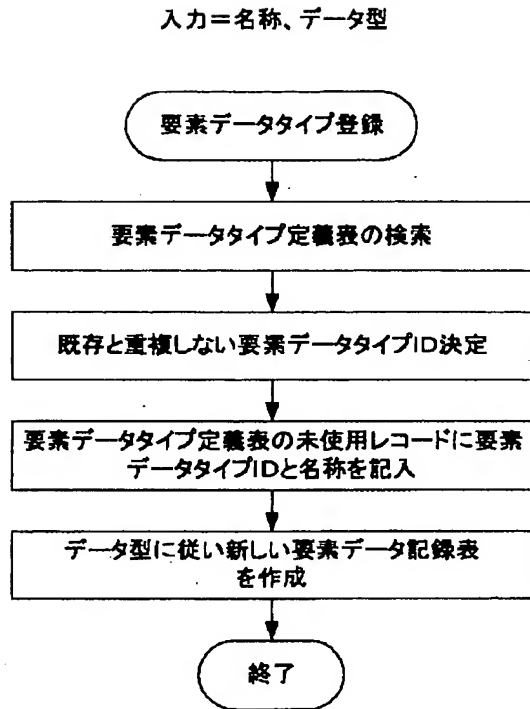 入力=名称、データ型
要素データタイプ登録
要素データタイプ定義表の検索
既存と重複しない要素データタイプID決定
要素データタイプ定義表の未使用レコードに要素
データタイプIDと名称を記入
データ型に従い新しい要素データ記録表
を作成
終了